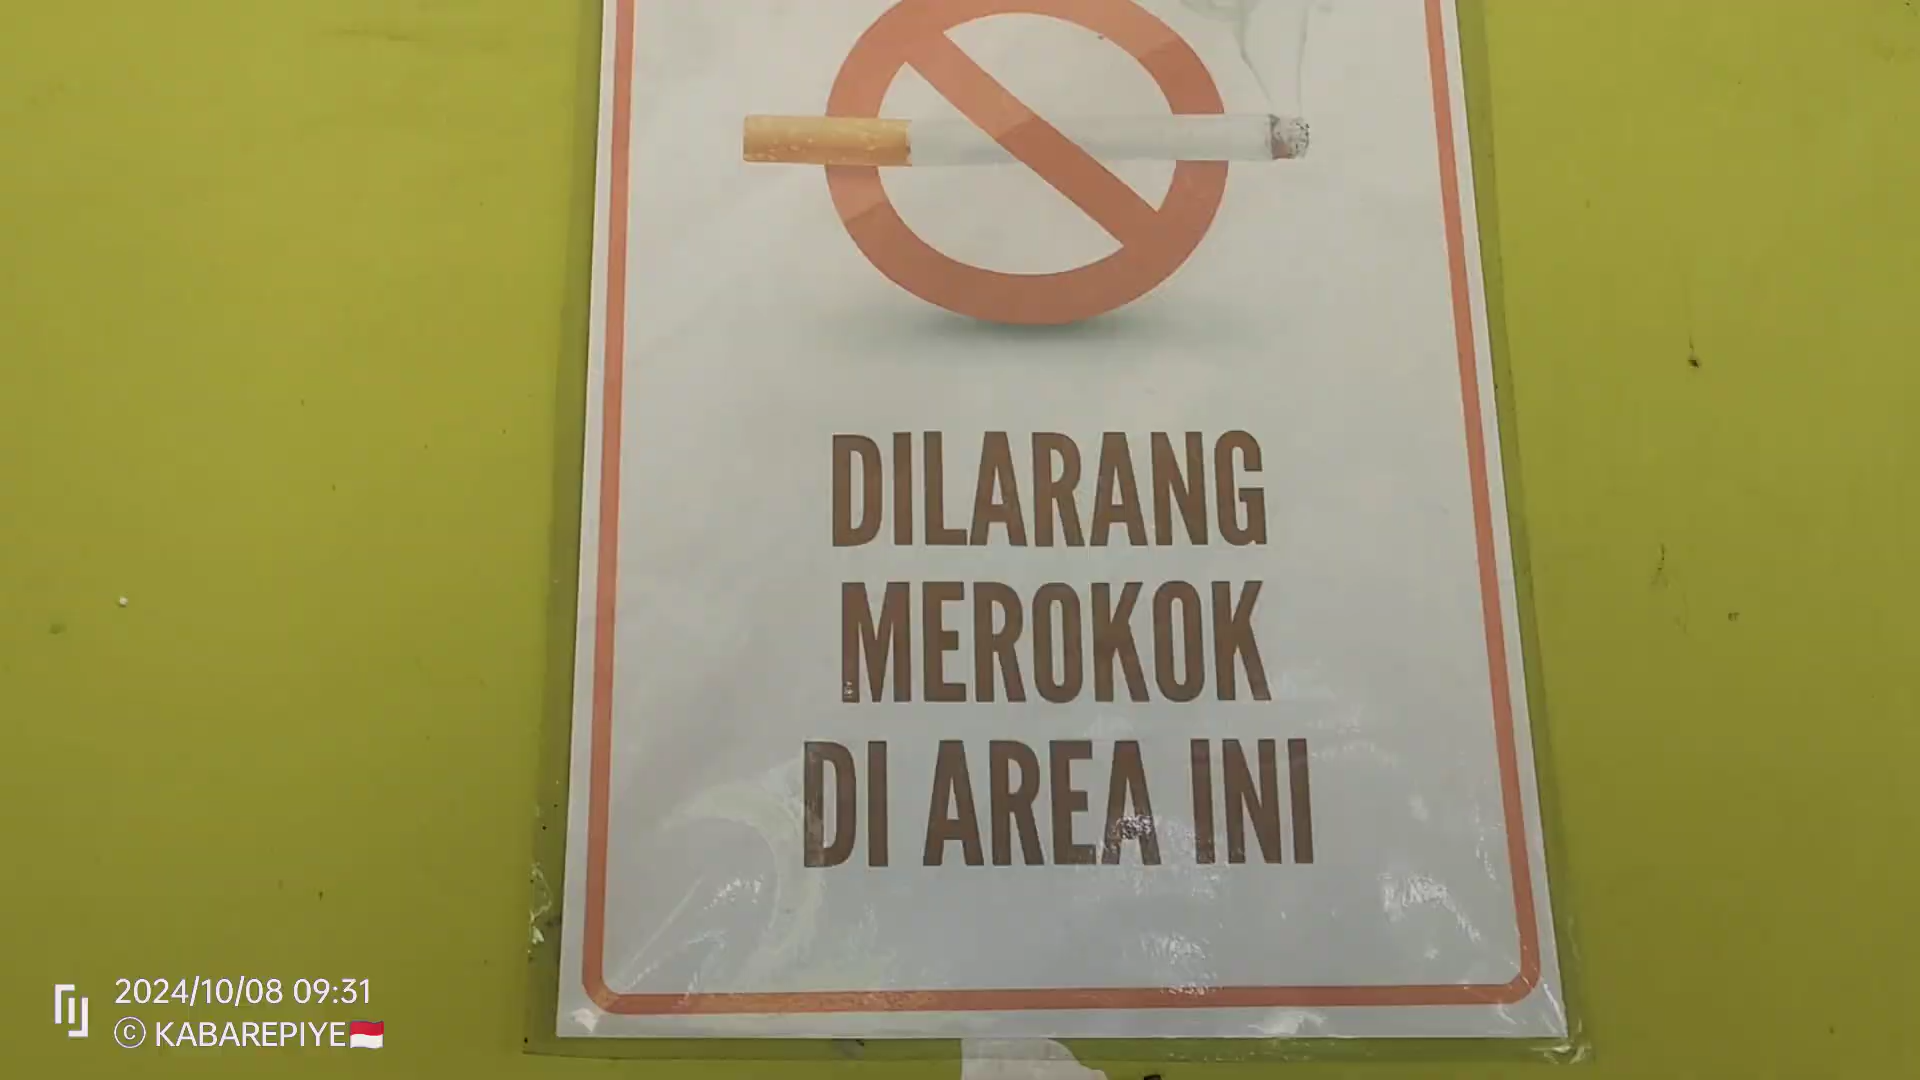 DILARANG
MEROKOK
DI AREA INI
2024/10/08 09:31
© KABAREPIYE🇮🇩